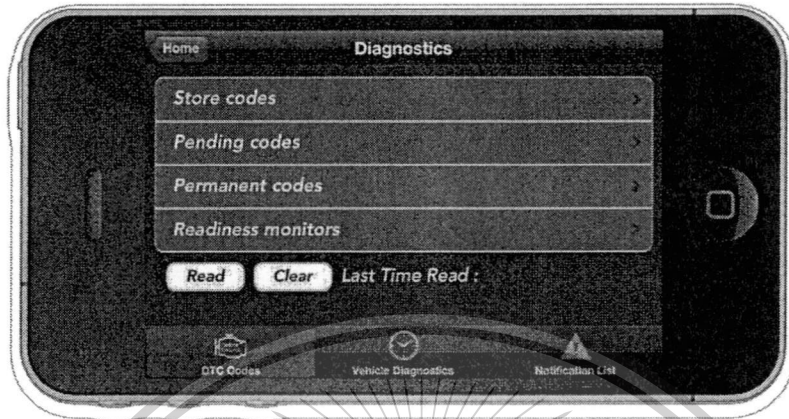 Home Diagnostics
Store codes
Pending codes
Permanent codes
Readiness monitors
Read Clear Last Time Read :
DTC Codes Vehicle Diagnostics Notification List